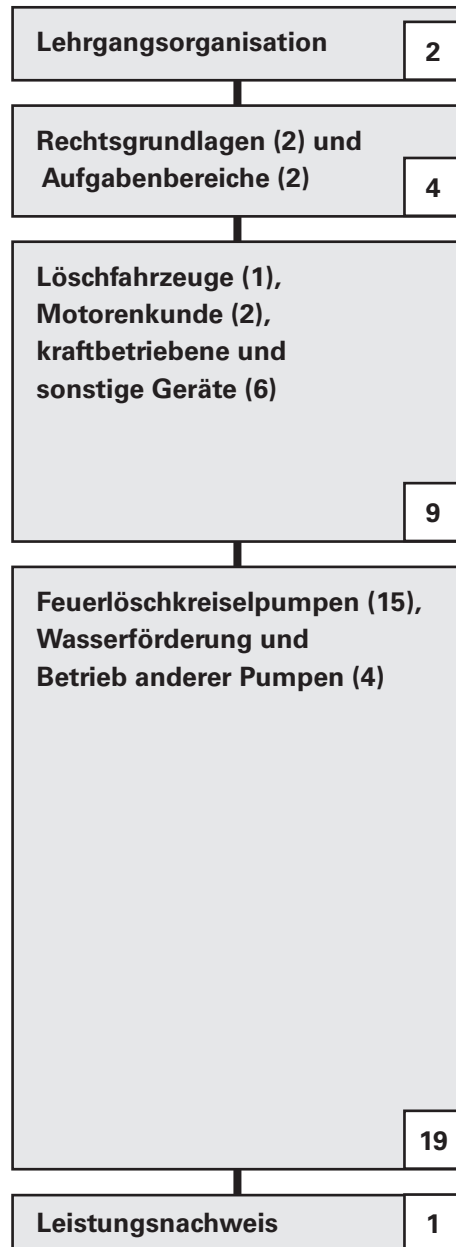 Lehrgangsorganisation
2
Rechtsgrundlagen (2) und
Aufgabenbereiche (2)
4
Löschfahrzeuge (1),
Motorenkunde (2),
kraftbetriebene und
sonstige Geräte (6)
9
Feuerlöschkreiselpumpen (15),
Wasserförderung und
Betrieb anderer Pumpen (4)
19
Leistungsnachweis
1